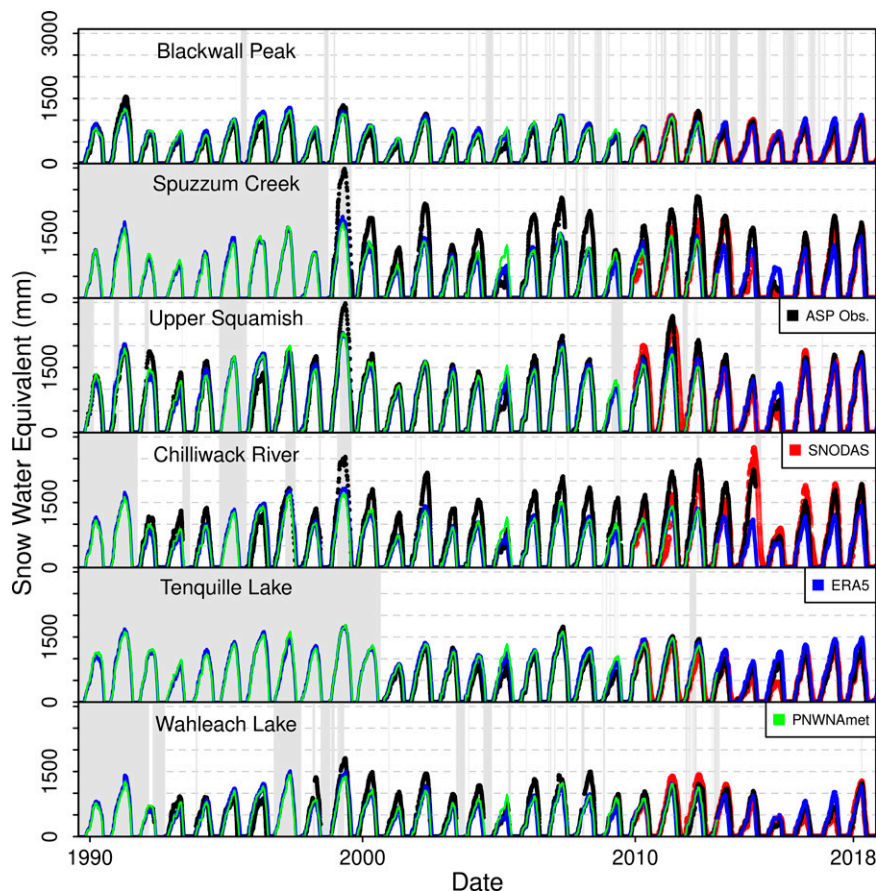 3000
Blackwall Peak
1500
0
Spuzzum Creek
1500
0
ASP Obs.
Upper Squamish
1500
0
SNODAS
Chilliwack River
1500
0
ERA5
Tenquille Lake
1500
0
PNWNAmet
Wahleach Lake
1500
0
Snow Water Equivalent (mm)
1990
2000
2010
2018
Date